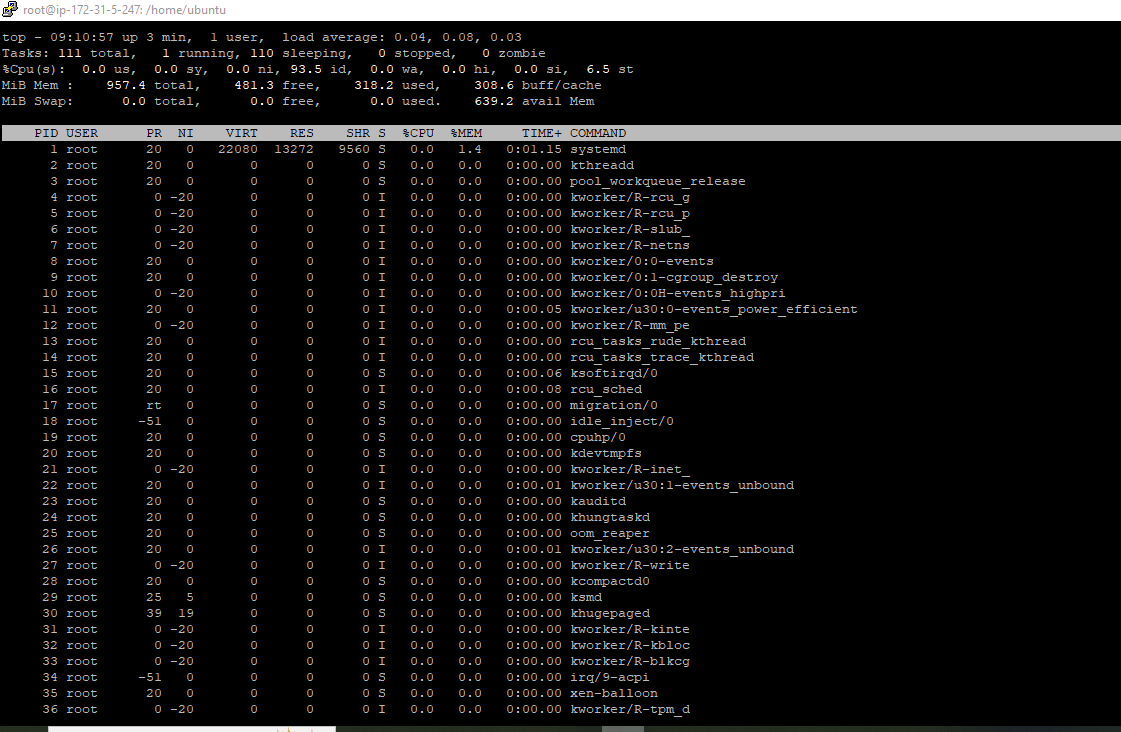 root@ip-172-31-5-247: /home/ubuntu
top - 09:10:57 up 3 min,  1 user,  load average: 0.04, 0.08, 0.03
Tasks: 111 total,   1 running, 110 sleeping,   0 stopped,   0 zombie
%Cpu(s):  0.0 us,  0.0 sy,  0.0 ni, 93.5 id,  0.0 wa,  0.0 hi,  0.0 si,  6.5 st
MiB Mem :    957.4 total,    481.3 free,    318.2 used,    308.6 buff/cache
MiB Swap:      0.0 total,      0.0 free,      0.0 used.    639.2 avail Mem
PID USER      PR  NI    VIRT    RES    SHR S  %CPU  %MEM     TIME+ COMMAND
1 root      20   0   22080  13272   9560 S   0.0   1.4   0:01.15 systemd
2 root      20   0       0      0      0 S   0.0   0.0   0:00.00 kthreadd
3 root      20   0       0      0      0 S   0.0   0.0   0:00.00 pool_workqueue_release
4 root       0 -20       0      0      0 I   0.0   0.0   0:00.00 kworker/R-rcu_g
5 root       0 -20       0      0      0 I   0.0   0.0   0:00.00 kworker/R-rcu_p
6 root       0 -20       0      0      0 I   0.0   0.0   0:00.00 kworker/R-slub_
7 root       0 -20       0      0      0 I   0.0   0.0   0:00.00 kworker/R-netns
8 root      20   0       0      0      0 I   0.0   0.0   0:00.00 kworker/0:0-events
9 root      20   0       0      0      0 I   0.0   0.0   0:00.00 kworker/0:1-cgroup_destroy
10 root       0 -20       0      0      0 I   0.0   0.0   0:00.00 kworker/0:0H-events_highpri
11 root      20   0       0      0      0 I   0.0   0.0   0:00.05 kworker/u30:0-events_power_efficient
12 root       0 -20       0      0      0 I   0.0   0.0   0:00.00 kworker/R-mm_pe
13 root      20   0       0      0      0 I   0.0   0.0   0:00.00 rcu_tasks_rude_kthread
14 root      20   0       0      0      0 I   0.0   0.0   0:00.00 rcu_tasks_trace_kthread
15 root      20   0       0      0      0 S   0.0   0.0   0:00.06 ksoftirqd/0
16 root      20   0       0      0      0 I   0.0   0.0   0:00.08 rcu_sched
17 root      rt   0       0      0      0 S   0.0   0.0   0:00.00 migration/0
18 root     -51   0       0      0      0 S   0.0   0.0   0:00.00 idle_inject/0
19 root      20   0       0      0      0 S   0.0   0.0   0:00.00 cpuhp/0
20 root      20   0       0      0      0 S   0.0   0.0   0:00.00 kdevtmpfs
21 root       0 -20       0      0      0 I   0.0   0.0   0:00.00 kworker/R-inet_
22 root      20   0       0      0      0 I   0.0   0.0   0:00.01 kworker/u30:1-events_unbound
23 root      20   0       0      0      0 S   0.0   0.0   0:00.00 kauditd
24 root      20   0       0      0      0 S   0.0   0.0   0:00.00 khungtaskd
25 root      20   0       0      0      0 S   0.0   0.0   0:00.00 oom_reaper
26 root      20   0       0      0      0 I   0.0   0.0   0:00.01 kworker/u30:2-events_unbound
27 root       0 -20       0      0      0 I   0.0   0.0   0:00.00 kworker/R-write
28 root      20   0       0      0      0 S   0.0   0.0   0:00.00 kcompactd0
29 root      25   5       0      0      0 S   0.0   0.0   0:00.00 ksmd
30 root      39  19       0      0      0 S   0.0   0.0   0:00.00 khugepaged
31 root       0 -20       0      0      0 I   0.0   0.0   0:00.00 kworker/R-kinte
32 root       0 -20       0      0      0 I   0.0   0.0   0:00.00 kworker/R-kbloc
33 root       0 -20       0      0      0 I   0.0   0.0   0:00.00 kworker/R-blkcg
34 root     -51   0       0      0      0 S   0.0   0.0   0:00.00 irq/9-acpi
35 root      20   0       0      0      0 S   0.0   0.0   0:00.00 xen-balloon
36 root       0 -20       0      0      0 I   0.0   0.0   0:00.00 kworker/R-tpm_d